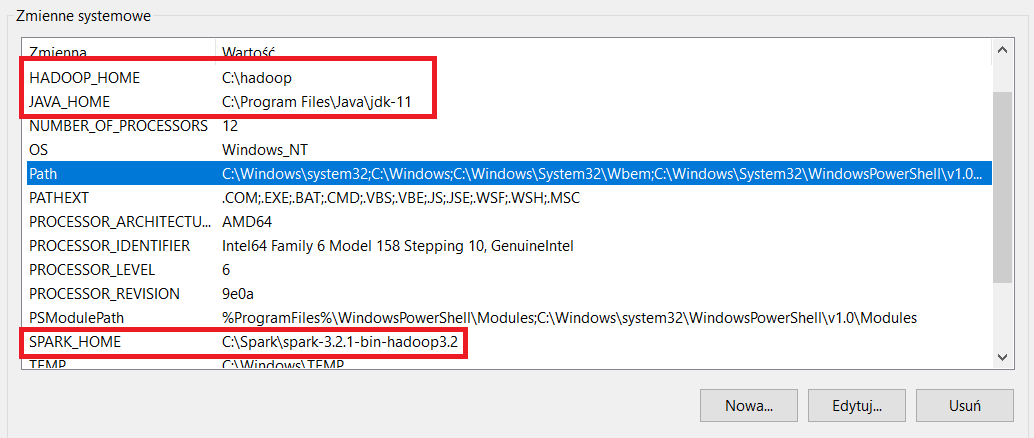 Zmienne systemowe
Zmienna Wartość
HADOOP_HOME C:\hadoop
JAVA_HOME C:\Program Files\Java\jdk-11
NUMBER_OF_PROCESSORS 12
OS Windows_NT
Path C:\Windows\system32;C:\Windows;C:\Windows\System32\Wbem;C:\Windows\System32\WindowsPowerShell\v1.0...
PATHEXT .COM;.EXE;.BAT;.CMD;.VBS;.VBE;.JS;.JSE;.WSF;.WSH;.MSC
PROCESSOR_ARCHITECTU... AMD64
PROCESSOR_IDENTIFIER Intel64 Family 6 Model 158 Stepping 10, GenuineIntel
PROCESSOR_LEVEL 6
PROCESSOR_REVISION 9e0a
PSModulePath %ProgramFiles%\WindowsPowerShell\Modules;C:\Windows\system32\WindowsPowerShell\v1.0\Modules
SPARK_HOME C:\Spark\spark-3.2.1-bin-hadoop3.2
TEMP C:\Windows\TEMP
Nowa... Edytuj... Usuń